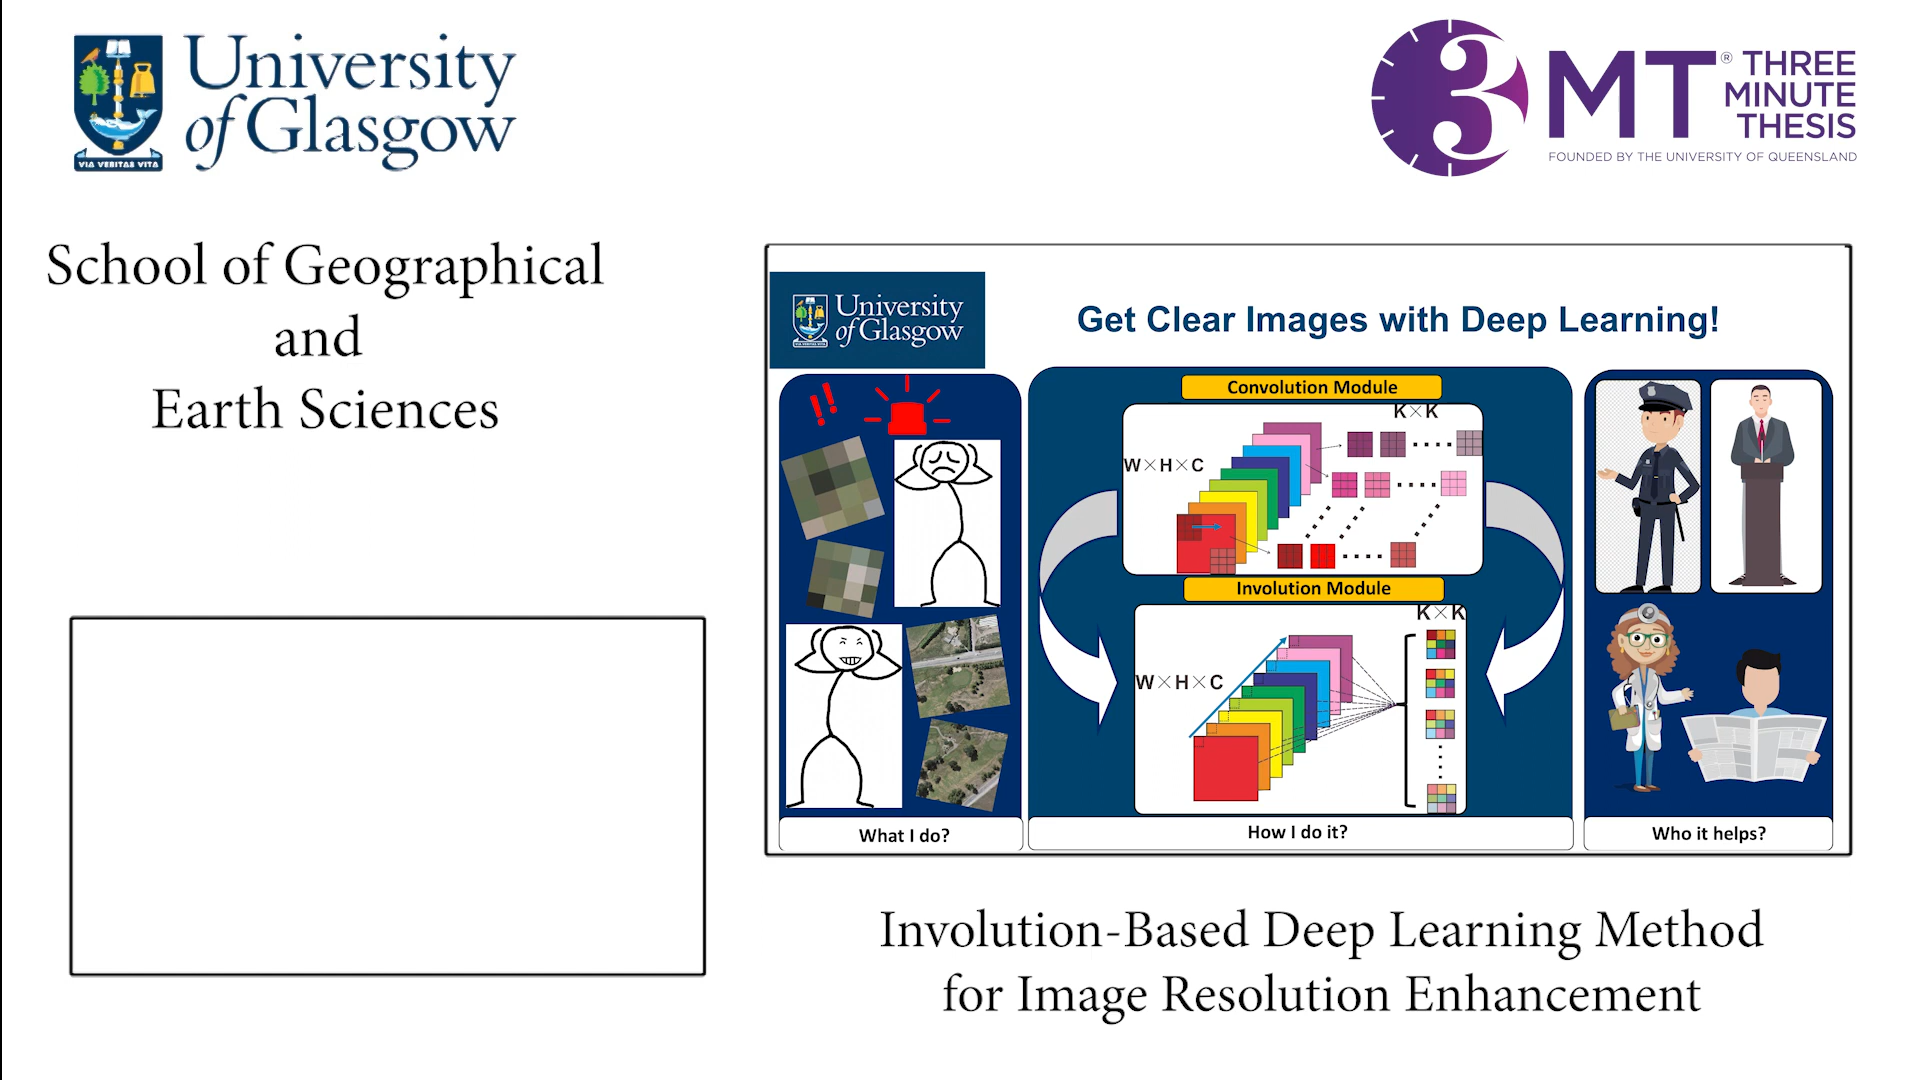 University
of Glasgow
VIA VERITAS VITA
3MT® THREE
MINUTE
THESIS
FOUNDED BY THE UNIVERSITY OF QUEENSLAND
School of Geographical
and
Earth Sciences
University
of Glasgow
Get Clear Images with Deep Learning!
!!
Convolution Module
K×K
W×H×C
Involution Module
K×K
W×H×C
What I do?
How I do it?
Who it helps?
Involution-Based Deep Learning Method
for Image Resolution Enhancement